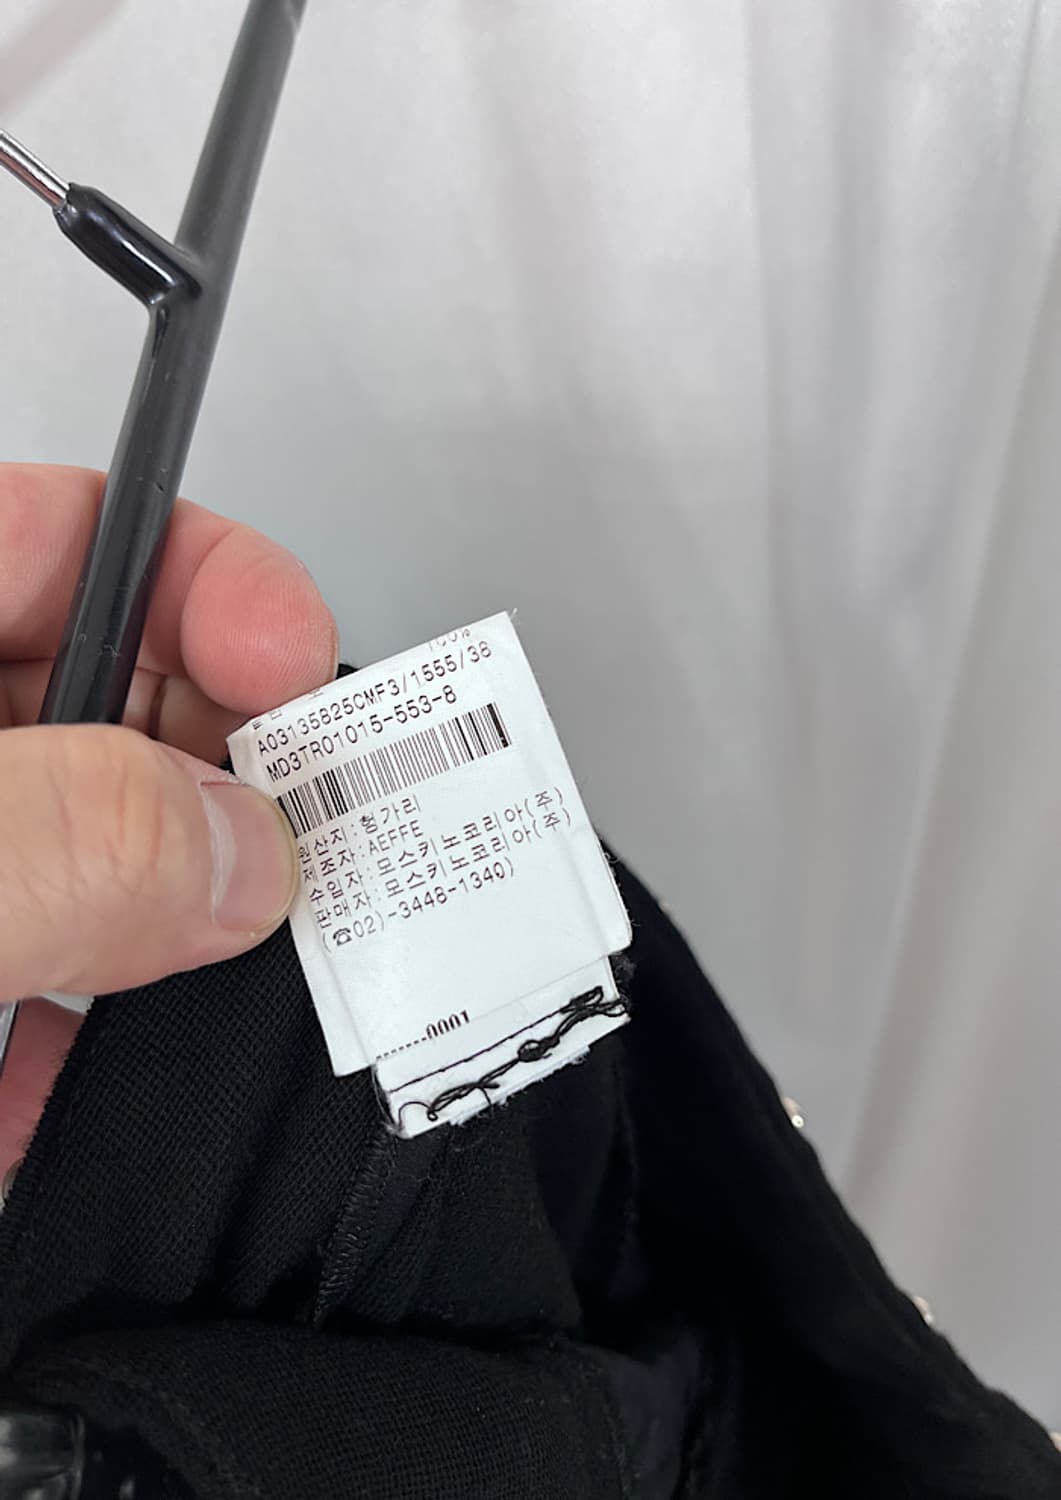 100%
A03135825CMF3/1555/38
MD3TR01015-553-8
원산지:헝가리
제조자:AEFFE
수입자:모스키노코리아(주)
판매자:모스키노코리아(주)
(☎02)-3448-1340)
-------0001